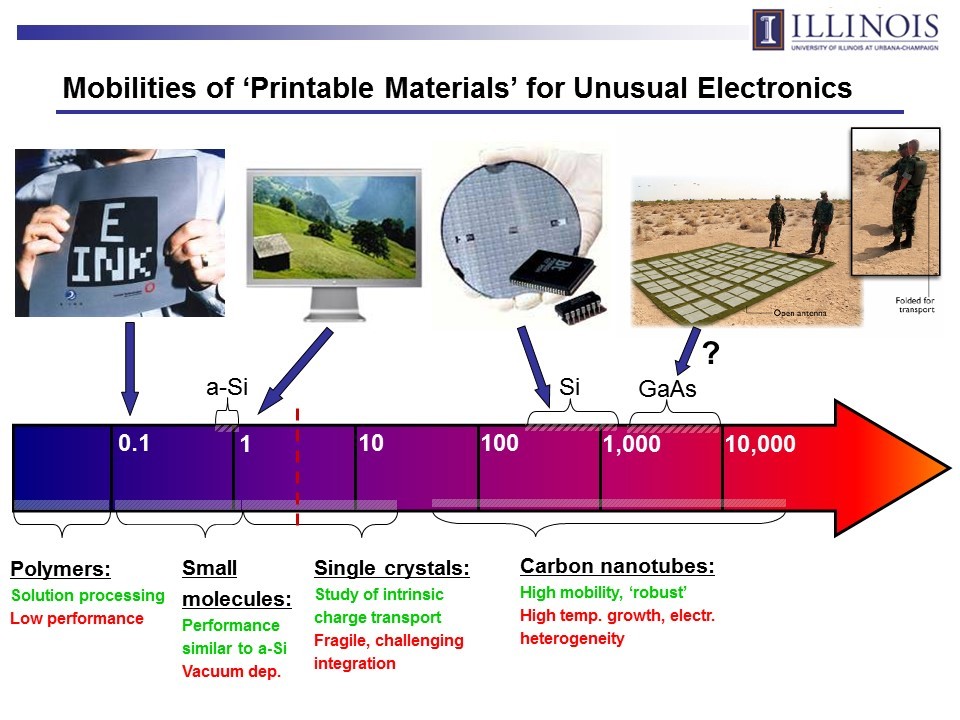 ILLINOIS
UNIVERSITY OF ILLINOIS AT URBANA-CHAMPAIGN
Mobilities of ‘Printable Materials’ for Unusual Electronics
E
INK
Bt
Open antenna
Folded for
transport
?
a-Si
Si
GaAs
0.1
1
10
100
1,000
10,000
Polymers:
Solution processing
Low performance
Small
molecules:
Performance
similar to a-Si
Vacuum dep.
Single crystals:
Study of intrinsic
charge transport
Fragile, challenging
integration
Carbon nanotubes:
High mobility, ‘robust’
High temp. growth, electr.
heterogeneity